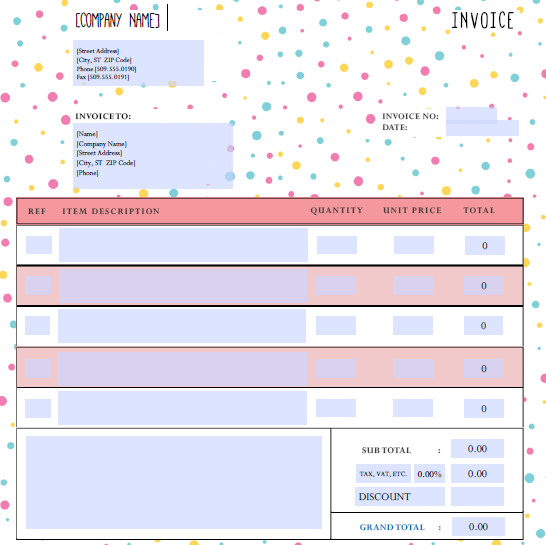 [COMPANY NAME]
INVOICE
[Street Address]
[City, ST ZIP Code]
Phone [509.555.0190]
Fax [509.555.0191]
INVOICE TO:
INVOICE NO:
DATE:
[Name]
[Company Name]
[Street Address]
[City, ST ZIP Code]
[Phone]
REF ITEM DESCRIPTION QUANTITY UNIT PRICE TOTAL
0
0
0
0
0
SUB TOTAL : 0.00
TAX, VAT, ETC. 0.00% 0.00
DISCOUNT
GRAND TOTAL : 0.00